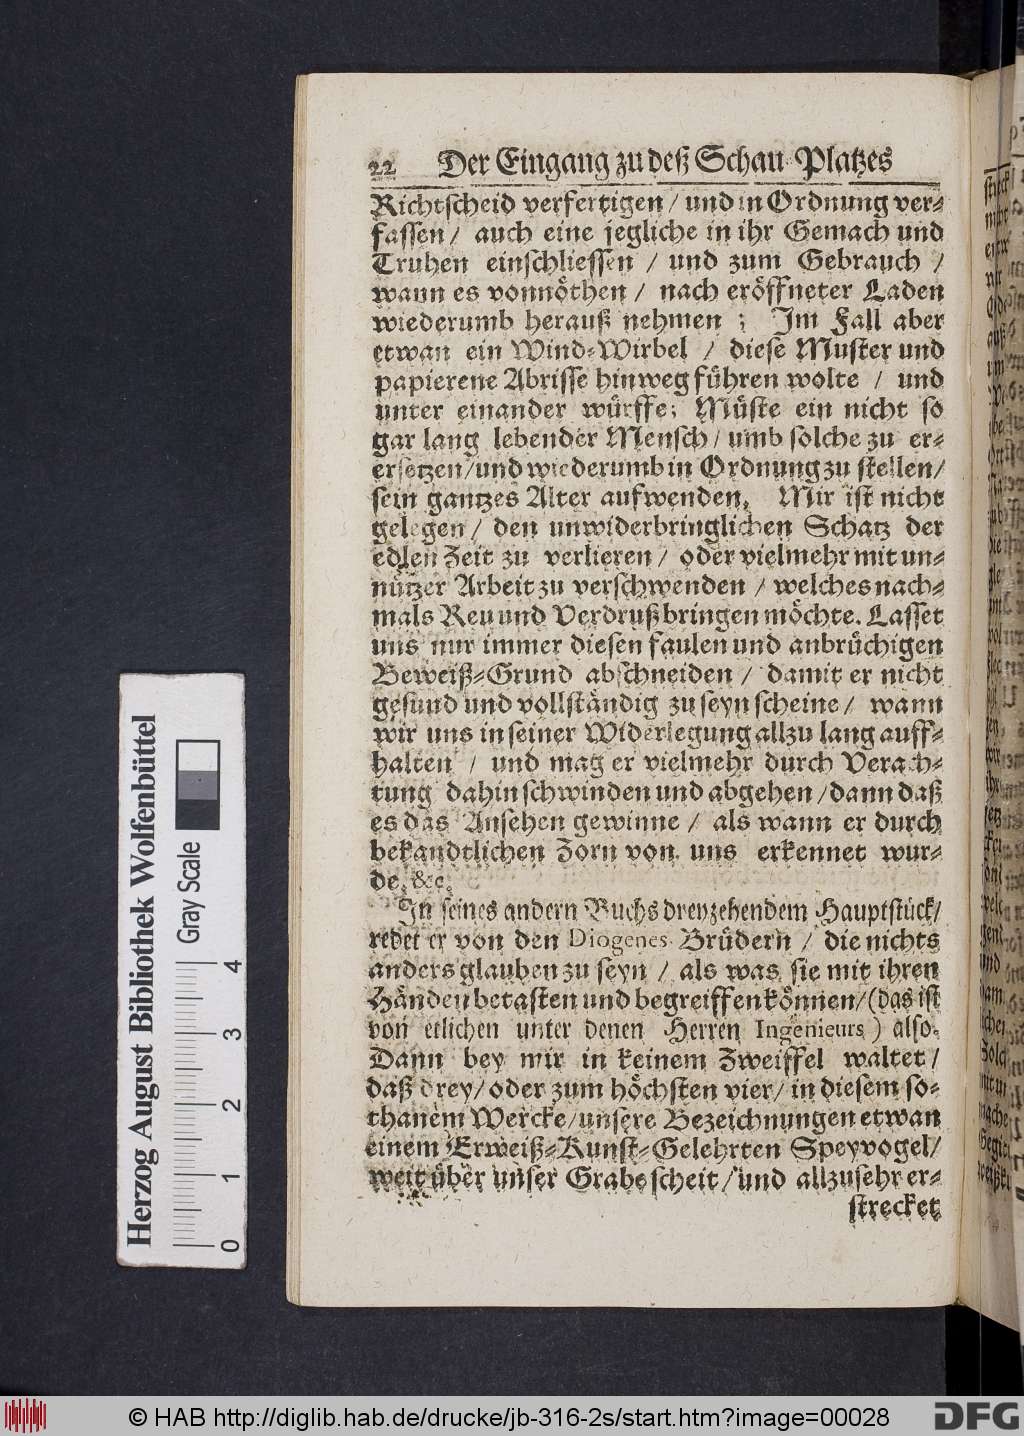 22 Der Eingang zu deß Schau-Platzes
Richtscheid verfertigen / und in Ordnung ver-
fassen / auch eine jegliche in ihr Gemach und
Truhen einschliessen / und zum Gebrauch /
wann es vonnöthen / nach eröffneter Laden
wiederumb herauß nehmen ; Im Fall aber
etwan ein Wind-Wirbel / diese Muster und
papierene Abrisse hinweg führen wolte / und
unter einander würffe; Müste ein nicht so
gar lang lebender Mensch / umb solche zu er-
ersetzen / und wiederumb in Ordnung zu stellen /
sein gantzes Alter aufwenden. Mir ist nicht
gelegen / den unwiderbringlichen Schatz der
edlen Zeit zu verlieren / oder vielmehr mit un-
nützer Arbeit zu verschwenden / welches nach-
mals Reu und Verdruß bringen möchte. Lasset
uns nur immer diesen faulen und anbrüchigen
Beweiß-Grund abschneiden / damit er nicht
gesund und vollständig zu seyn scheine / wann
wir uns in seiner Widerlegung allzu lang auff-
halten / und mag er vielmehr durch Verach-
tung dahin schwinden und abgehen / dann daß
es das Ansehen gewinne / als wann er durch
bekandtlichen Zorn von uns erkennet wur-
de. &c.
In seines andern Buchs dreyzehendem Hauptstück /
redet er von den Diogenes Brüdern / die nichts
anders glauben zu seyn / als was sie mit ihren
Händen betasten und begreiffen können / (das ist
von etlichen unter denen Herren Ingenieurs ) also.
Dann bey mir in keinem Zweiffel waltet /
daß drey / oder zum höchsten vier / in diesem so-
thanem Wercke / unsere Bezeichnungen etwan
einem Erweiß-Kunst-Gelehrten Speyvogel /
weit über unser Grabescheit / und allzusehr er-
strecket
Herzog August Bibliothek Wolfenbüttel
Gray Scale
0 1 2 3 4
© HAB http://diglib.hab.de/drucke/jb-316-2s/start.htm?image=00028
DFG